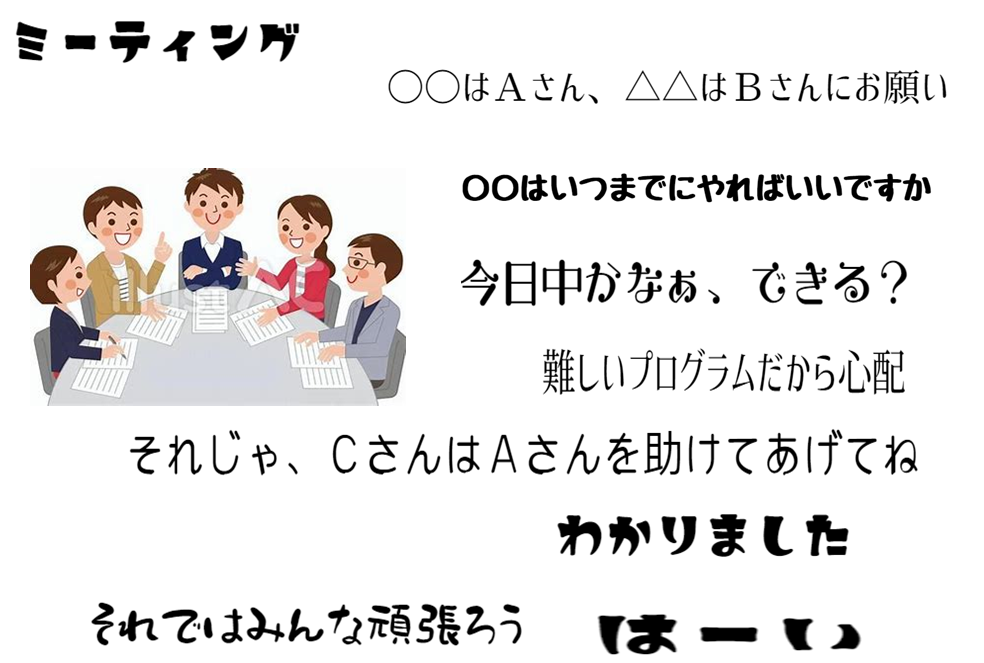 ミーティング
〇〇はＡさん、△△はＢさんにお願い
〇〇はいつまでにやればいいですか
今日中かなぁ、できる？
難しいプログラムだから心配
それじゃ、ＣさんはＡさんを助けてあげてね
わかりました
それではみんな頑張ろう
はーい